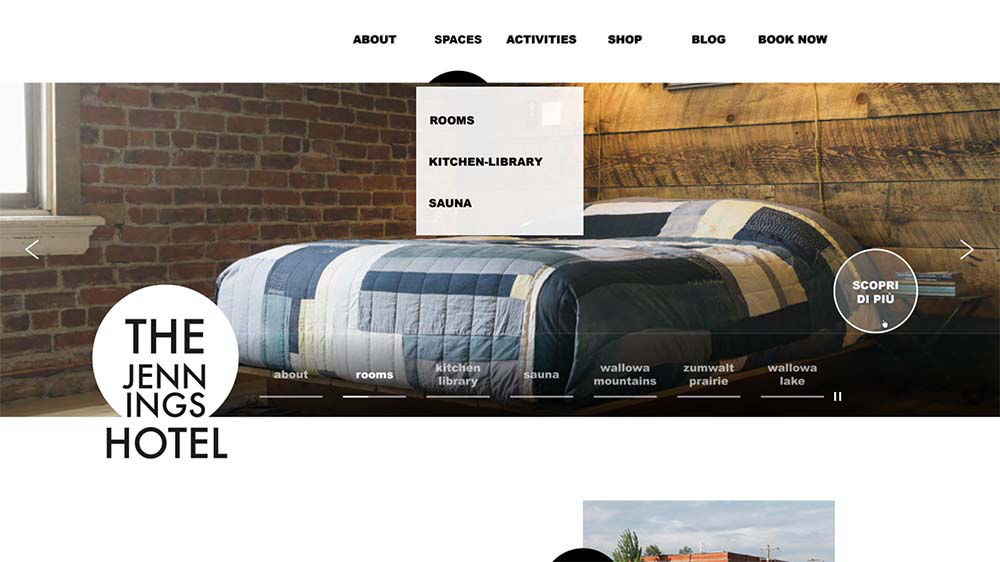 ABOUT SPACES ACTIVITIES SHOP BLOG BOOK NOW
ROOMS
KITCHEN-LIBRARY
SAUNA
SCOPRI
DI PIÙ
THE
JENN
INGS
HOTEL
about
rooms
kitchen
library
sauna
wallowa
mountains
zumwalt
prairie
wallowa
lake